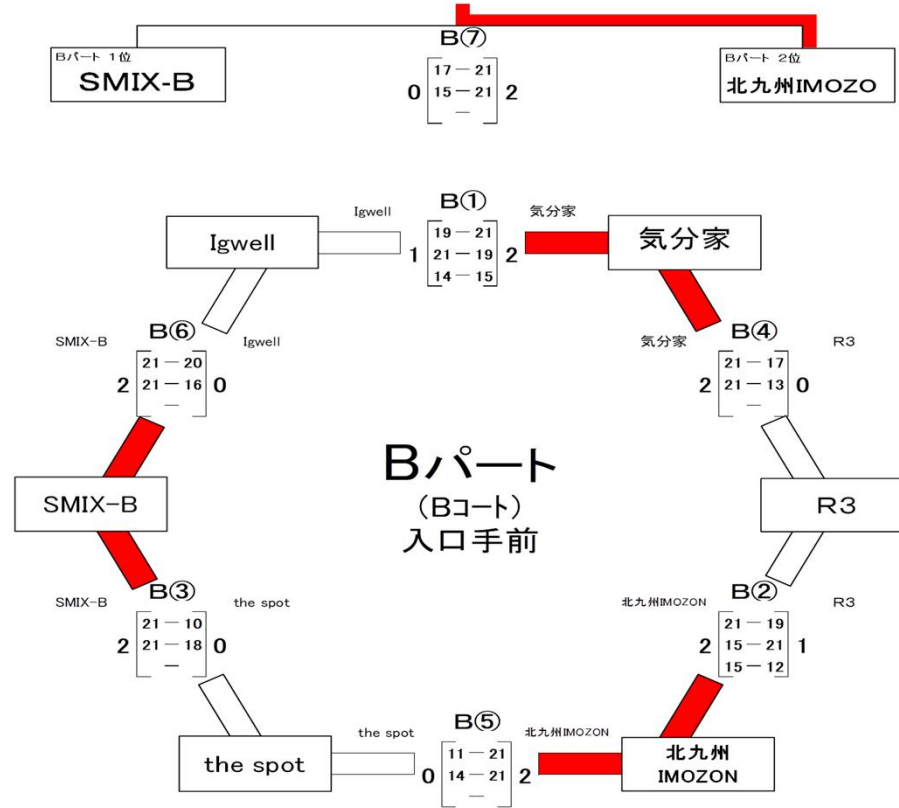 B⑦
Bパート 1位
SMIX-B
Bパート 2位
北九州IMOZO
17 — 21
0 15 — 21 2
—
B①
Igwell 気分家
Igwell
19 — 21
1 21 — 19 2
14 — 15
気分家
B⑥
SMIX-B Igwell
21 — 20
2 21 — 16 0
—
B④
気分家 R3
21 — 17
2 21 — 13 0
—
Bパート
(Bコート)
入口手前
SMIX-B
R3
B③
SMIX-B the spot
21 — 10
2 21 — 18 0
—
B②
北九州IMOZON R3
21 — 19
2 15 — 21 1
15 — 12
B⑤
the spot 北九州IMOZON
the spot
11 — 21
0 14 — 21 2
—
北九州
IMOZON